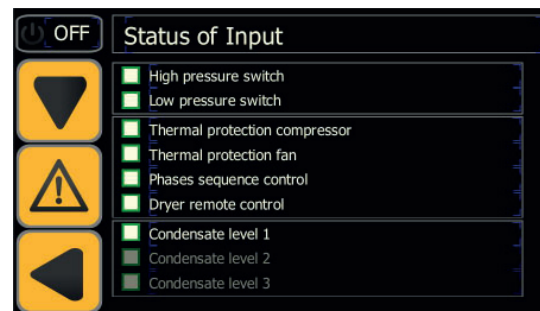 OFF
Status of Input
High pressure switch
Low pressure switch
Thermal protection compressor
Thermal protection fan
Phases sequence control
Dryer remote control
Condensate level 1
Condensate level 2
Condensate level 3